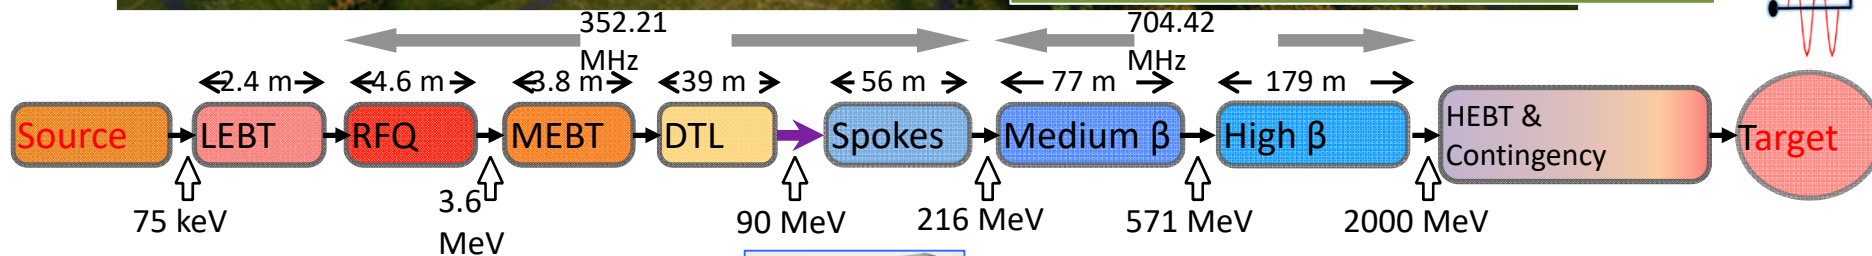 352.21
MHz
704.42
MHz
2.4 m
4.6 m
3.8 m
39 m
56 m
77 m
179 m
Source
LEBT
RFQ
MEBT
DTL
Spokes
Medium β
High β
HEBT &
Contingency
Target
75 keV
3.6
MeV
90 MeV
216 MeV
571 MeV
2000 MeV